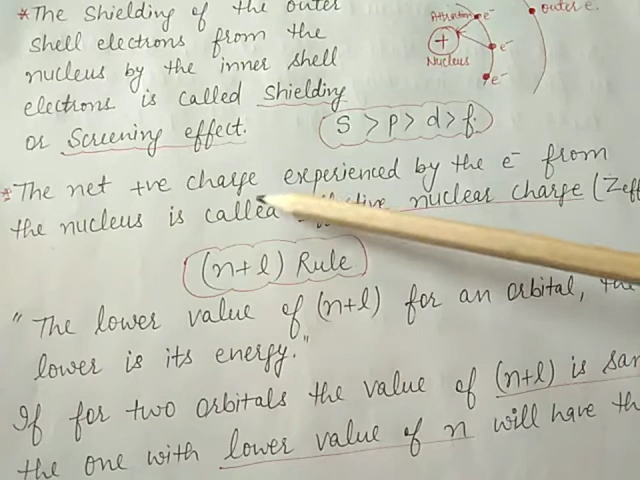 *The Shielding of the outer
shell electrons from the
nucleus by the inner shell
electrons is called Shielding
or Screening effect.
S > P > d > f.
Attraction
e⁻
outer e.
+
Nucleus
e⁻
e⁻
*The net +ve charge experienced by the e⁻ from
the nucleus is called nuclear charge (Zeff
(n+l) Rule
"The lower value of (n+l) for an orbital, the
lower is its energy."
If for two orbitals the value of (n+l) is sam
the one with lower value of n will have th